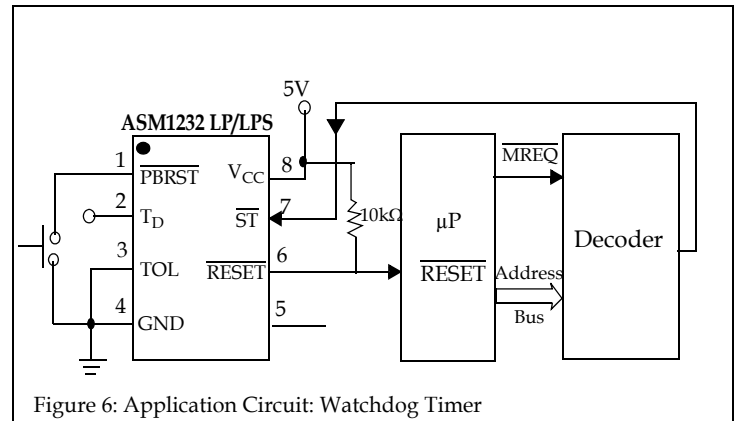 5V
ASM1232 LP/LPS
1
PBRST
VCC
8
2
TD
ST
7
10kΩ
3
TOL
RESET
6
4
GND
5
µP
RESET
MREQ
Address
Bus
Decoder
Figure 6: Application Circuit: Watchdog Timer